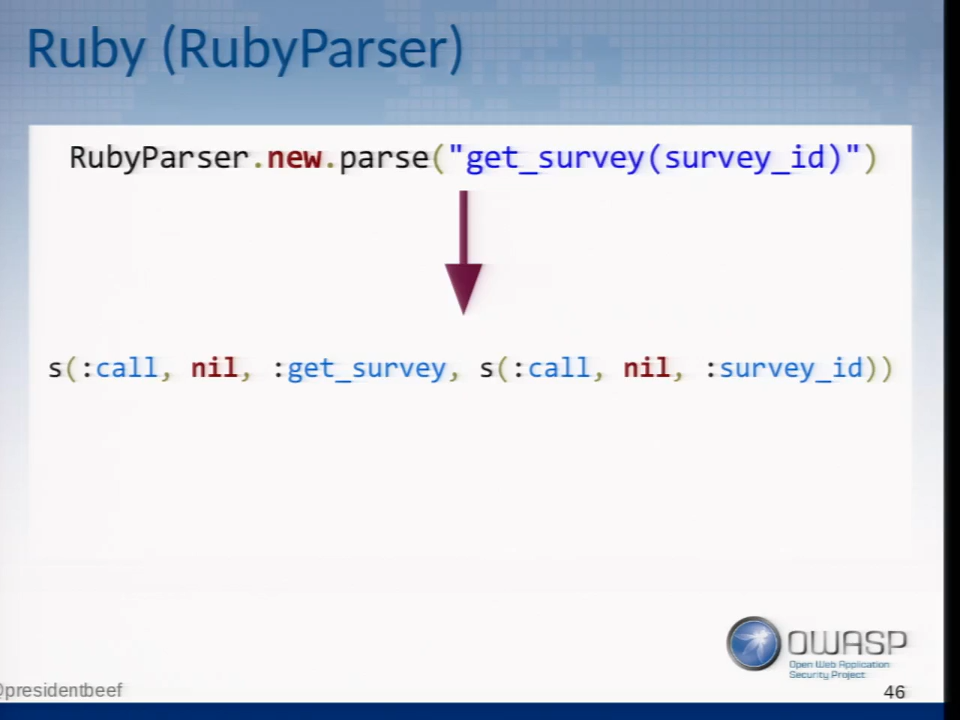 Ruby (RubyParser)
RubyParser.new.parse("get_survey(survey_id)")
s(:call, nil, :get_survey, s(:call, nil, :survey_id))
OWASP
Open Web Application
Security Project
@presidentbeef
46